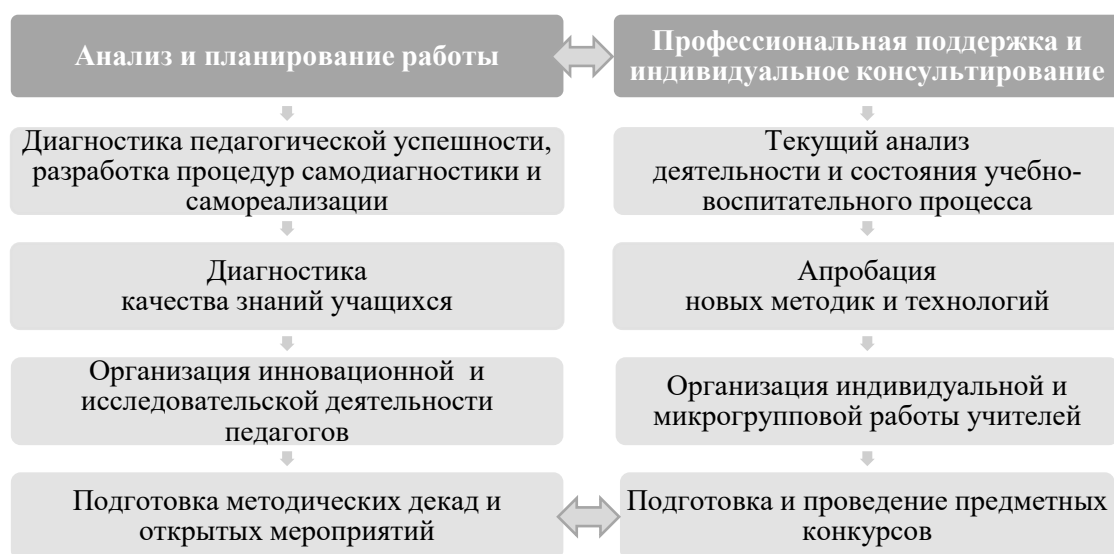 Анализ и планирование работы
Профессиональная поддержка и
индивидуальное консультирование
Диагностика педагогической успешности,
разработка процедур самодиагностики и
самореализации
Текущий анализ
деятельности и состояния учебно-
воспитательного процесса
Диагностика
качества знаний учащихся
Апробация
новых методик и технологий
Организация инновационной и
исследовательской деятельности
педагогов
Организация индивидуальной и
микрогрупповой работы учителей
Подготовка методических декад и
открытых мероприятий
Подготовка и проведение предметных
конкурсов